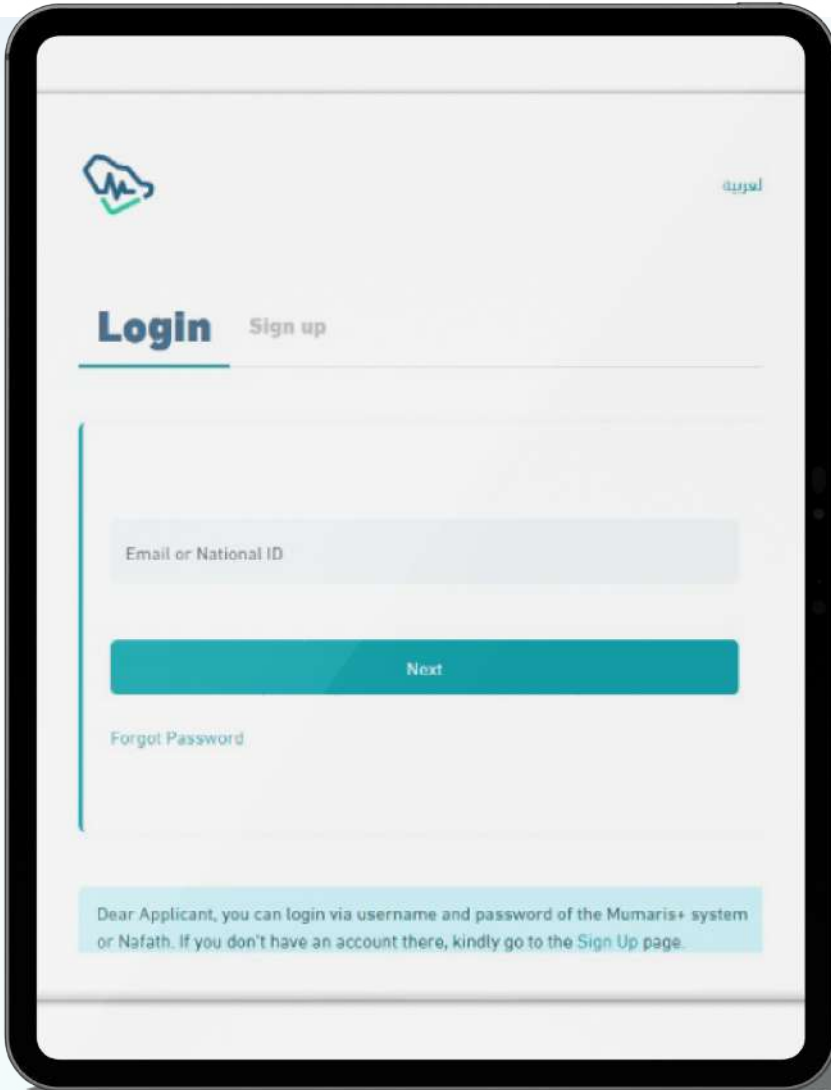 لعربية
Login Sign up
Email or National ID
Next
Forgot Password
Dear Applicant, you can login via username and password of the Mumaris+ system
or Nafath. If you don't have an account there, kindly go to the Sign Up page.